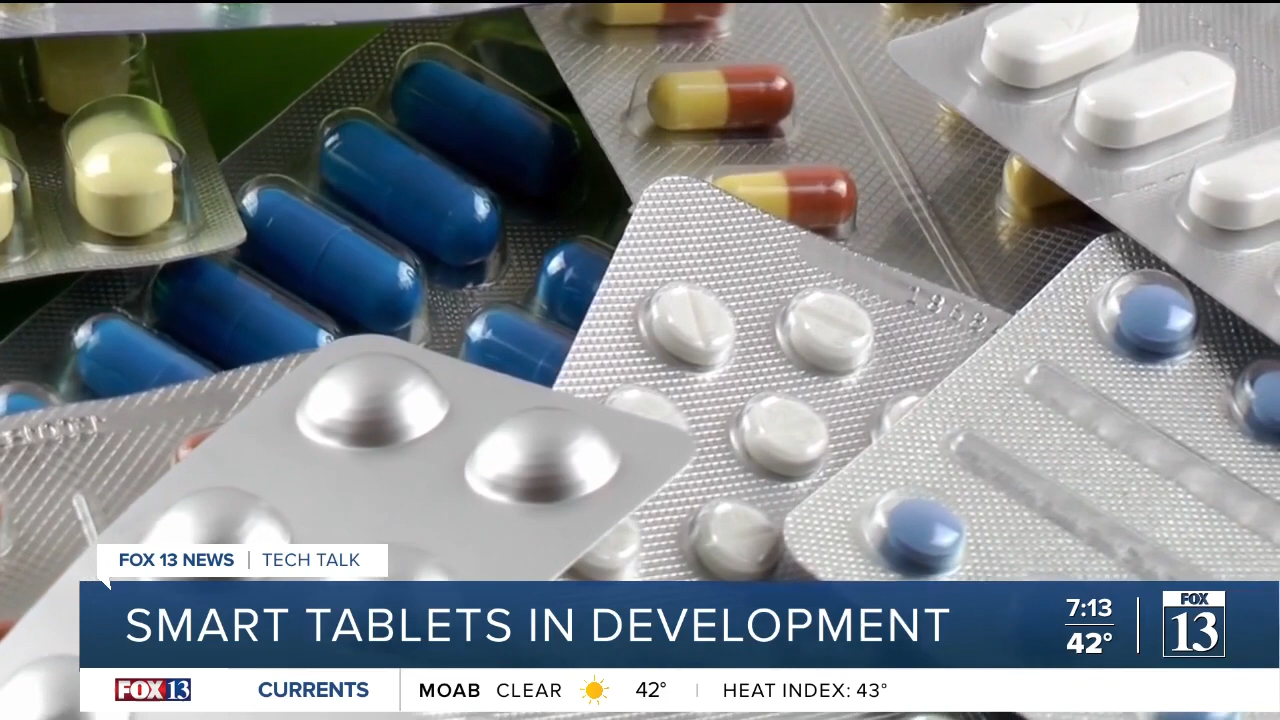 1868
FOX 13 NEWS | TECH TALK
SMART TABLETS IN DEVELOPMENT
7:13
42°
FOX
13
FOX 13
CURRENTS
MOAB CLEAR 42° | HEAT INDEX: 43°